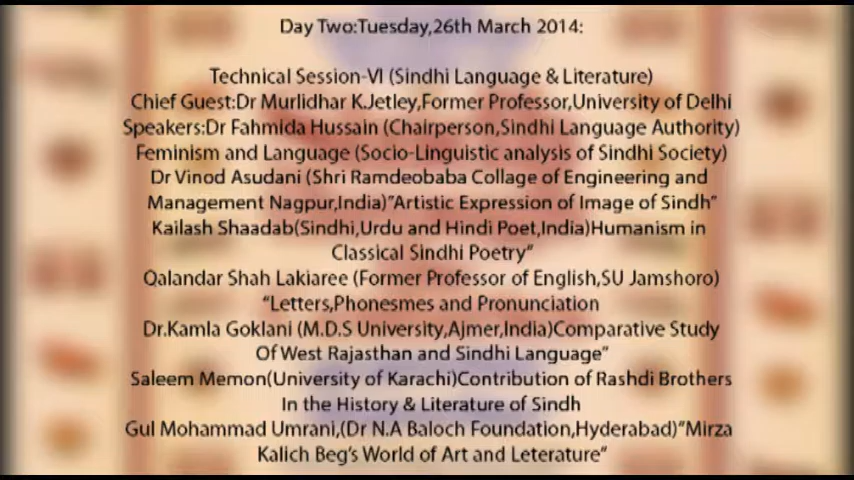 Day Two:Tuesday,26th March 2014:
Technical Session-VI (Sindhi Language & Literature)
Chief Guest:Dr Murlidhar K.Jetley,Former Professor,University of Delhi
Speakers:Dr Fahmida Hussain (Chairperson,Sindhi Language Authority)
Feminism and Language (Socio-Linguistic analysis of Sindhi Society)
Dr Vinod Asudani (Shri Ramdeobaba Collage of Engineering and
Management Nagpur,India)”Artistic Expression of Image of Sindh”
Kailash Shaadab(Sindhi,Urdu and Hindi Poet,India)Humanism in
Classical Sindhi Poetry”
Qalandar Shah Lakiaree (Former Professor of English,SU Jamshoro)
“Letters,Phonesmes and Pronunciation
Dr.Kamla Goklani (M.D.S University,Ajmer,India)Comparative Study
Of West Rajasthan and Sindhi Language”
Saleem Memon(University of Karachi)Contribution of Rashdi Brothers
In the History & Literature of Sindh
Gul Mohammad Umrani,(Dr N.A Baloch Foundation,Hyderabad)”Mirza
Kalich Beg’s World of Art and Leterature”